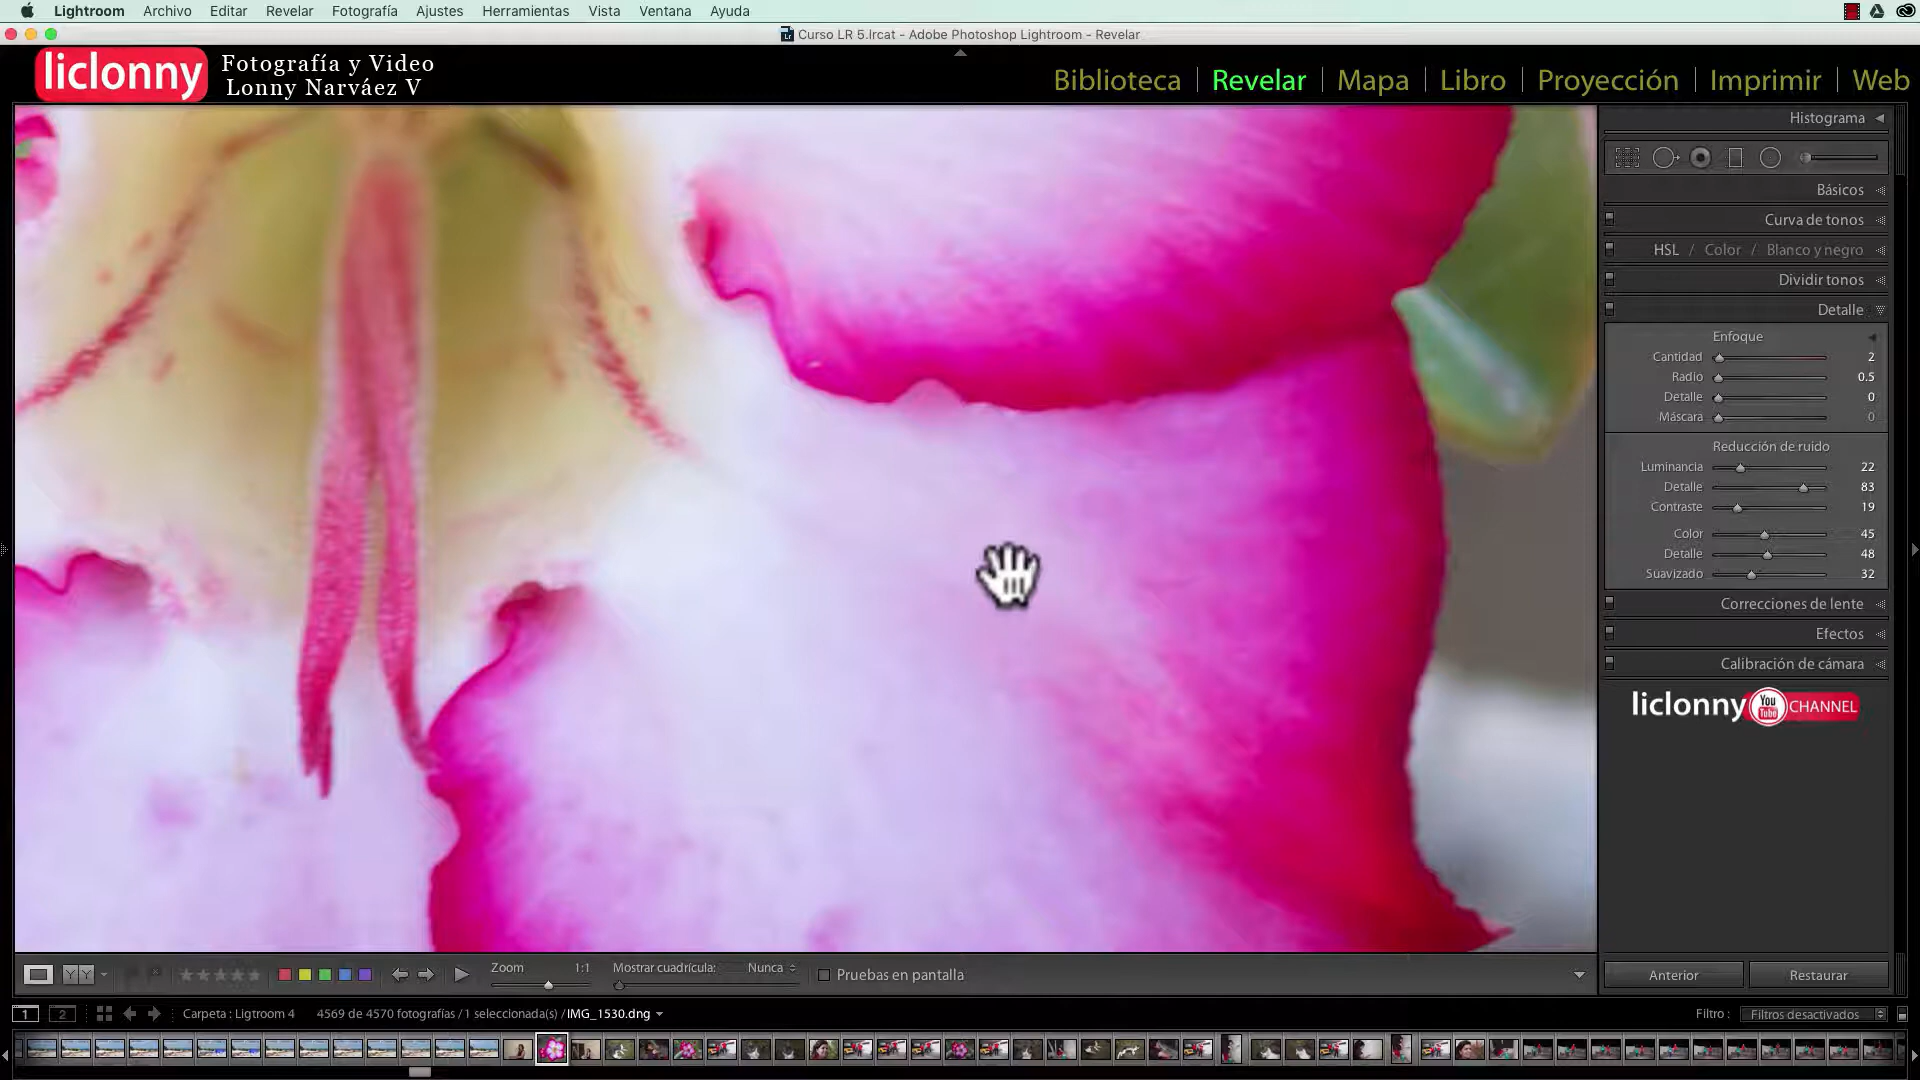 Lightroom Archivo Editar Revelar Fotografía Ajustes Herramientas Vista Ventana Ayuda
Curso LR 5.lrcat - Adobe Photoshop Lightroom - Revelar
liclonny Fotografía y Video
Lonny Narváez V
Biblioteca | Revelar | Mapa | Libro | Proyección | Imprimir | Web
Histograma
Básicos
Curva de tonos
HSL / Color / Blanco y negro
Dividir tonos
Detalle
Enfoque
Cantidad 2
Radio 0.5
Detalle 0
Máscara 0
Reducción de ruido
Luminancia 22
Detalle 83
Contraste 19
Color 45
Detalle 48
Suavizado 32
Correcciones de lente
Efectos
Calibración de cámara
liclonny You Tube CHANNEL
YY Zoom 1:1 Mostrar cuadrícula: Nunca Pruebas en pantalla
Anterior Restaurar
1 2 Carpeta : Ligtroom 4 4569 de 4570 fotografías / 1 seleccionada(s) / IMG_1530.dng Filtro : Filtros desactivados